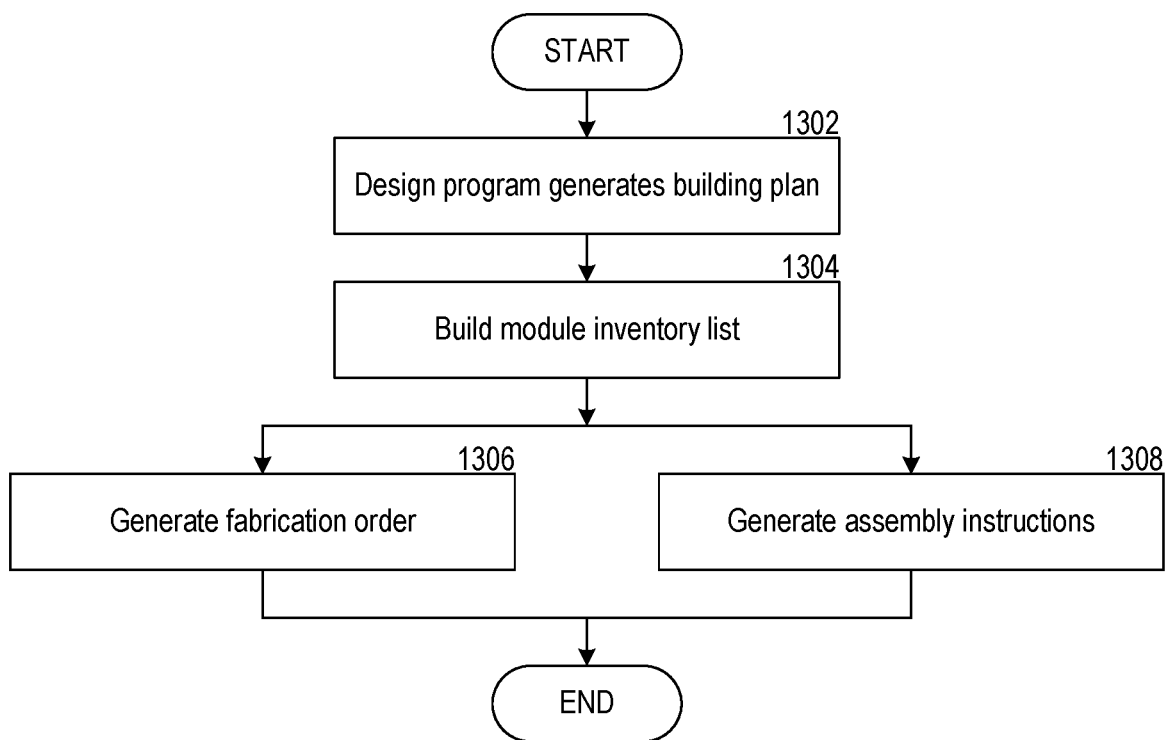 START
1302
Design program generates building plan
1304
Build module inventory list
1306
Generate fabrication order
1308
Generate assembly instructions
END